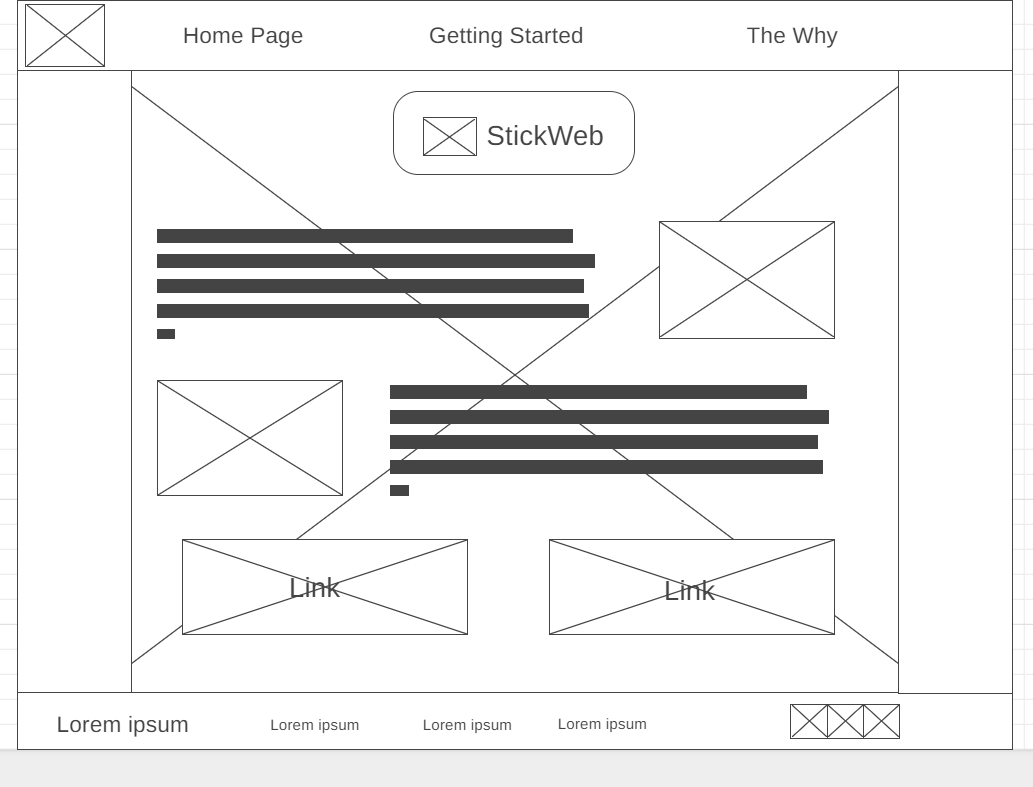 Home Page
Getting Started
The Why
StickWeb
Link
Link
Lorem ipsum
Lorem ipsum
Lorem ipsum
Lorem ipsum